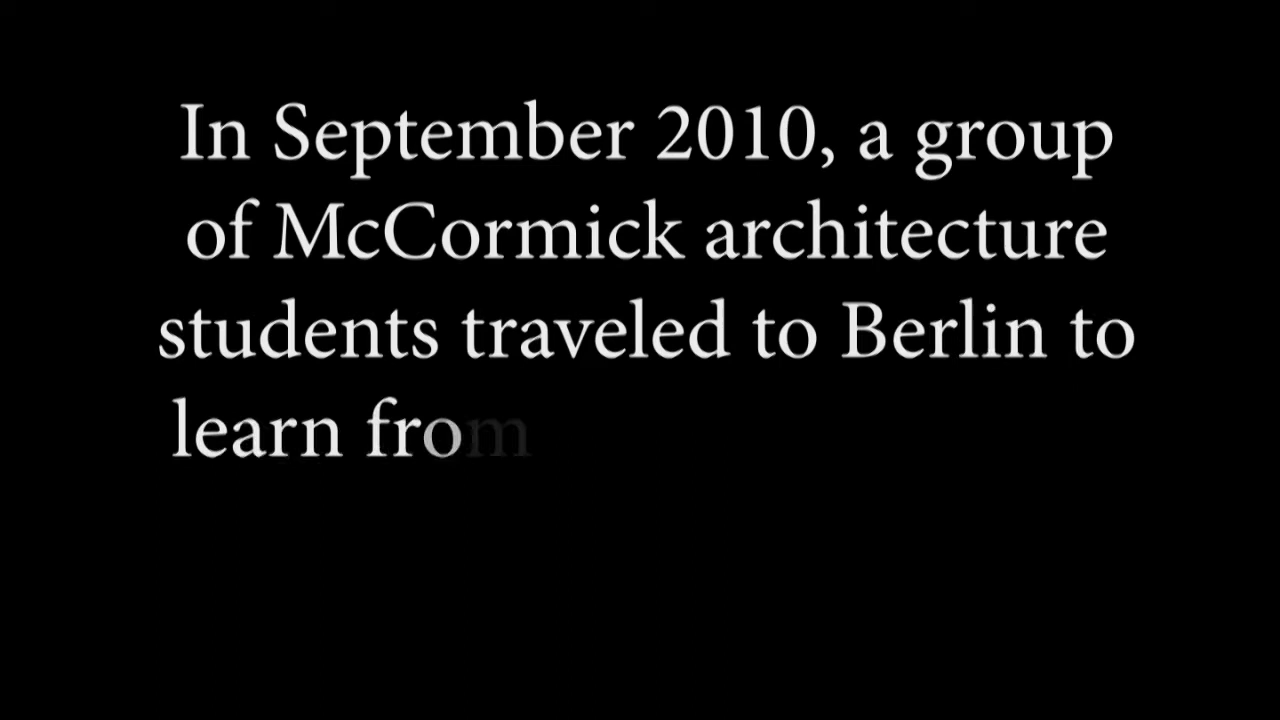 In September 2010, a group
of McCormick architecture
students traveled to Berlin to
learn from